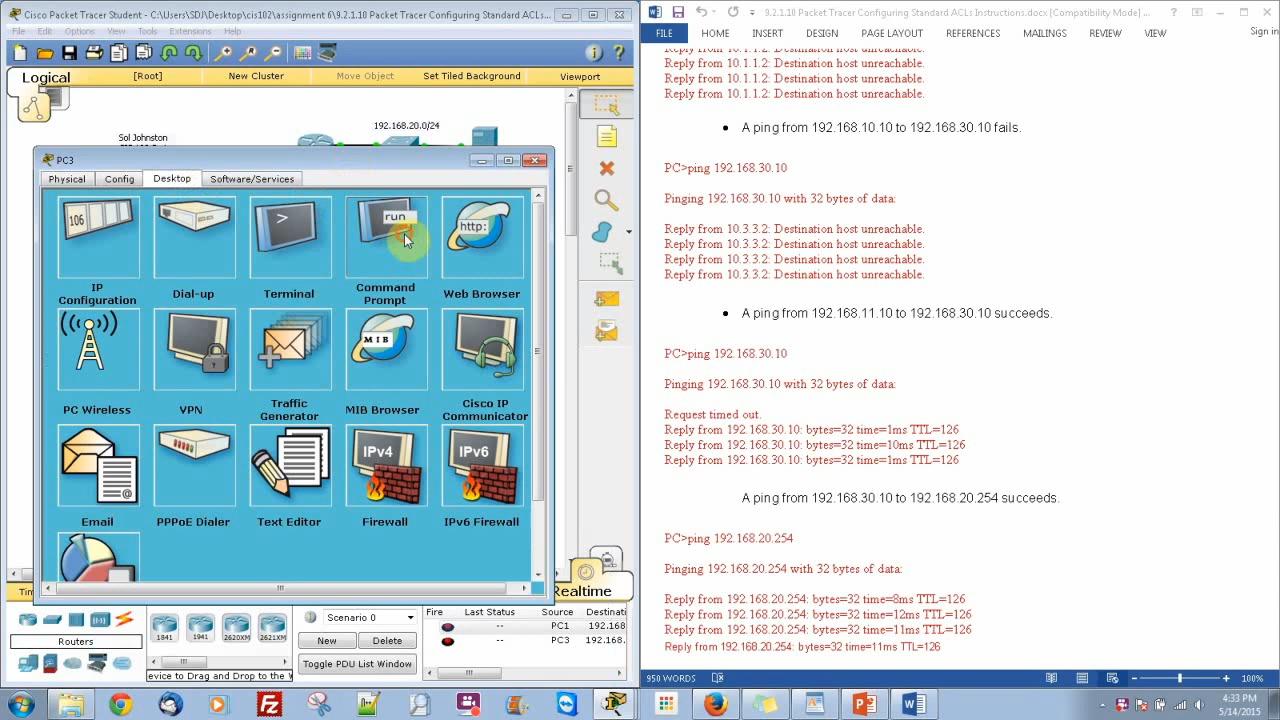 Cisco Packet Tracer Student - C:\Users\SDJ\Desktop\cis102\assignment 6\9.2.1.10 Packet Tracer Configuring Standard ACLs...
File Edit Options View Tools Extensions Help
Logical [Root] New Cluster Move Object Set Tiled Background Viewport
192.168.20.0/24
Sol Johnston
PC3
Physical Config Desktop Software/Services
106
>
run
http:
IP Configuration
Dial-up
Terminal
Command Prompt
Web Browser
MIB
PC Wireless
VPN
Traffic Generator
MIB Browser
Cisco IP Communicator
IPv4
IPv6
Email
PPPoE Dialer
Text Editor
Firewall
IPv6 Firewall
Realtime
Routers
1841 1941 2620XM 2621XM
evice to Drag and Drop to the
Scenario 0
New Delete
Toggle PDU List Window
Fire Last Status Source Destinati
-- PC1 192.168
-- PC3 192.168.
9.2.1.10 Packet Tracer Configuring Standard ACLs Instructions.docx [Compatibility Mode] ...
FILE HOME INSERT DESIGN PAGE LAYOUT REFERENCES MAILINGS REVIEW VIEW
Sign in
Reply from 10.1.1.2: Destination host unreachable.
Reply from 10.1.1.2: Destination host unreachable.
Reply from 10.1.1.2: Destination host unreachable.
Reply from 10.1.1.2: Destination host unreachable.
• A ping from 192.168.10.10 to 192.168.30.10 fails.
PC>ping 192.168.30.10
Pinging 192.168.30.10 with 32 bytes of data:
Reply from 10.3.3.2: Destination host unreachable.
Reply from 10.3.3.2: Destination host unreachable.
Reply from 10.3.3.2: Destination host unreachable.
Reply from 10.3.3.2: Destination host unreachable.
• A ping from 192.168.11.10 to 192.168.30.10 succeeds.
PC>ping 192.168.30.10
Pinging 192.168.30.10 with 32 bytes of data:
Request timed out.
Reply from 192.168.30.10: bytes=32 time=1ms TTL=126
Reply from 192.168.30.10: bytes=32 time=10ms TTL=126
Reply from 192.168.30.10: bytes=32 time=1ms TTL=126
A ping from 192.168.30.10 to 192.168.20.254 succeeds.
PC>ping 192.168.20.254
Pinging 192.168.20.254 with 32 bytes of data:
Reply from 192.168.20.254: bytes=32 time=8ms TTL=126
Reply from 192.168.20.254: bytes=32 time=12ms TTL=126
Reply from 192.168.20.254: bytes=32 time=11ms TTL=126
Reply from 192.168.20.254: bytes=32 time=11ms TTL=126
950 WORDS
100%
4:33 PM
5/14/2015